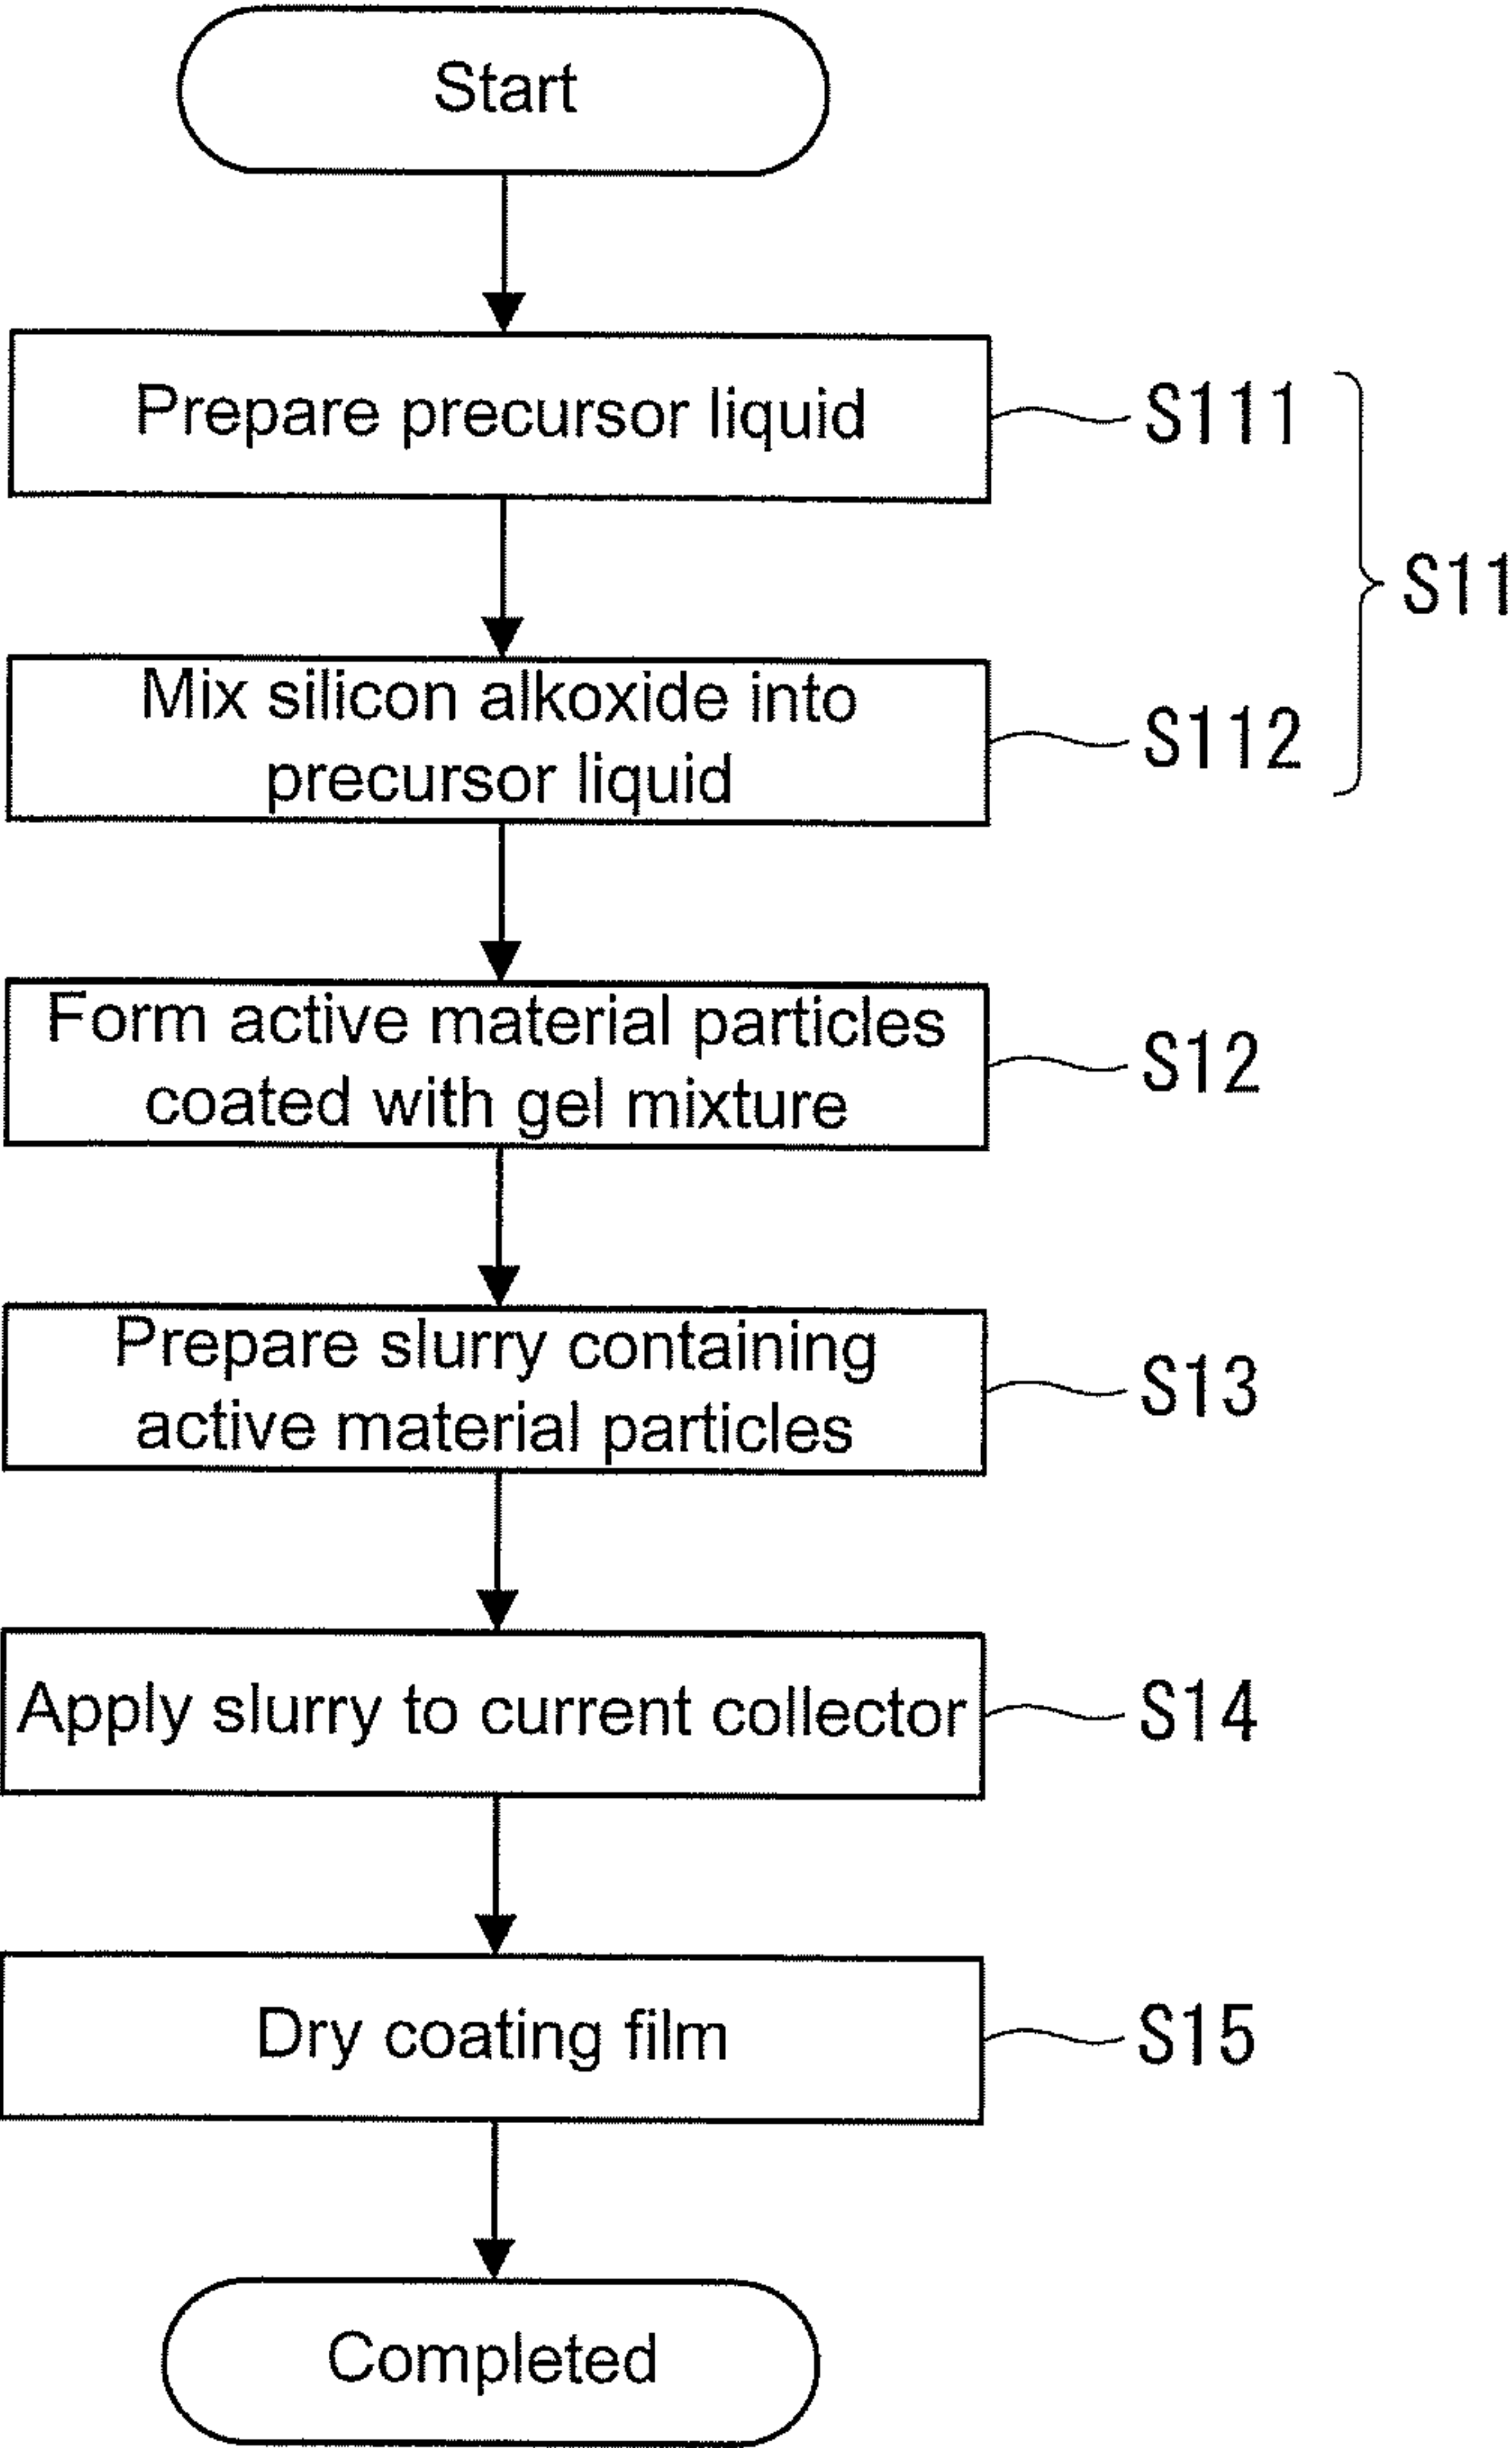 Start
Prepare precursor liquid
S111
S11
Mix silicon alkoxide into
precursor liquid
S112
Form active material particles
coated with gel mixture
S12
Prepare slurry containing
active material particles
S13
Apply slurry to current collector
S14
Dry coating film
S15
Completed